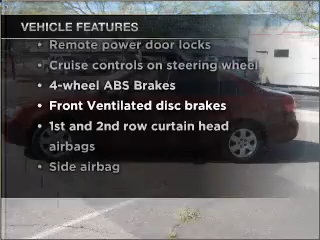 VEHICLE FEATURES
• Remote power door locks
• Cruise controls on steering wheel
• 4-wheel ABS Brakes
• Front Ventilated disc brakes
• 1st and 2nd row curtain head
airbags
• Side airbag